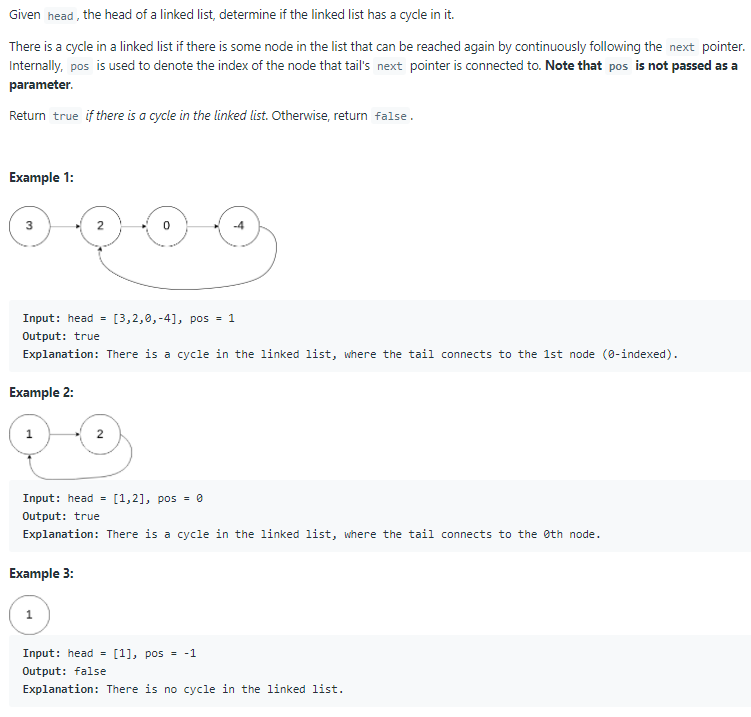 Given head, the head of a linked list, determine if the linked list has a cycle in it.
There is a cycle in a linked list if there is some node in the list that can be reached again by continuously following the next pointer.
Internally, pos is used to denote the index of the node that tail's next pointer is connected to. Note that pos is not passed as a
parameter.
Return true if there is a cycle in the linked list. Otherwise, return false.
Example 1:
3 2 0 -4
Input: head = [3,2,0,-4], pos = 1
Output: true
Explanation: There is a cycle in the linked list, where the tail connects to the 1st node (0-indexed).
Example 2:
1 2
Input: head = [1,2], pos = 0
Output: true
Explanation: There is a cycle in the linked list, where the tail connects to the 0th node.
Example 3:
1
Input: head = [1], pos = -1
Output: false
Explanation: There is no cycle in the linked list.